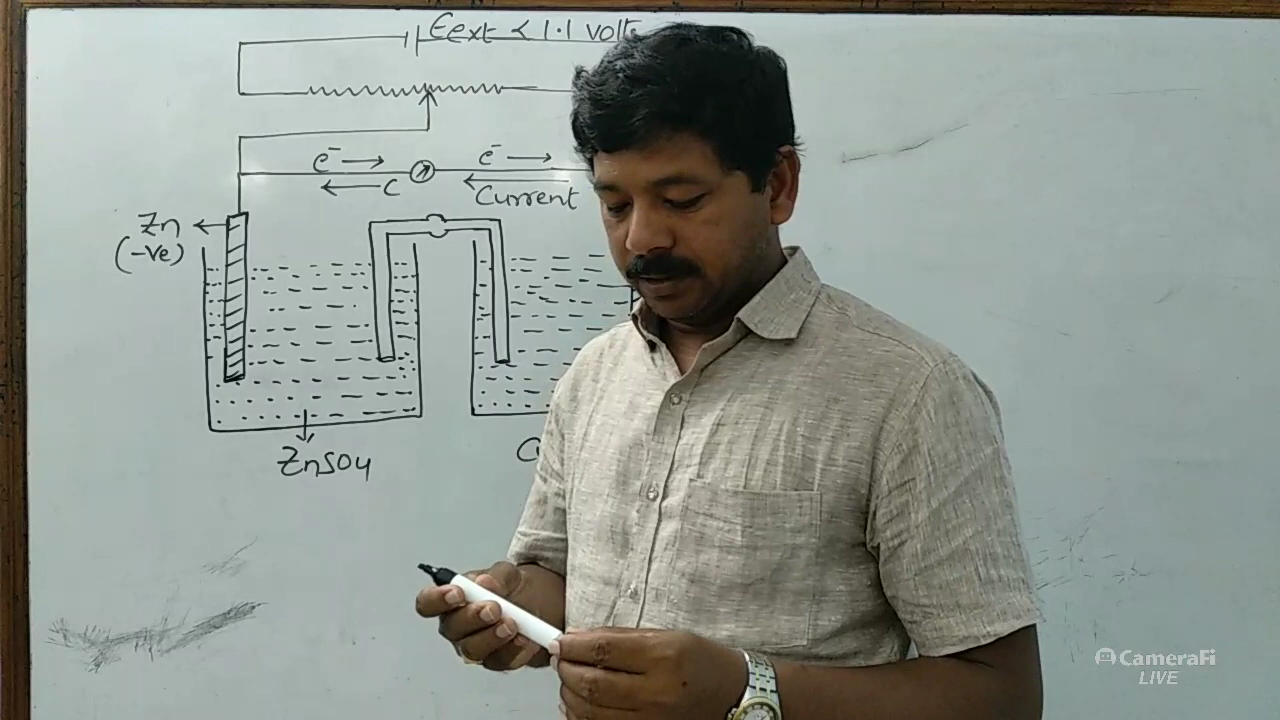 Eext < 1.1 volt
e⁻ → e⁻ →
← C
← Current
Zn
(-ve)
ZnSO4
CameraFi
LIVE